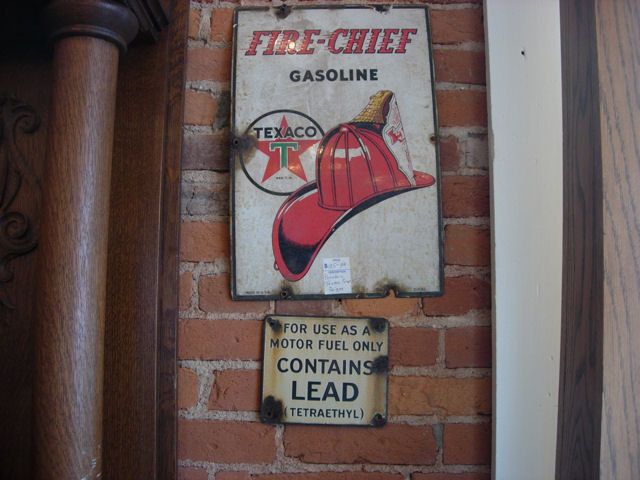 FIRE-CHIEF
GASOLINE
TEXACO
T
FOR USE AS A
MOTOR FUEL ONLY
CONTAINS
LEAD
(TETRAETHYL)